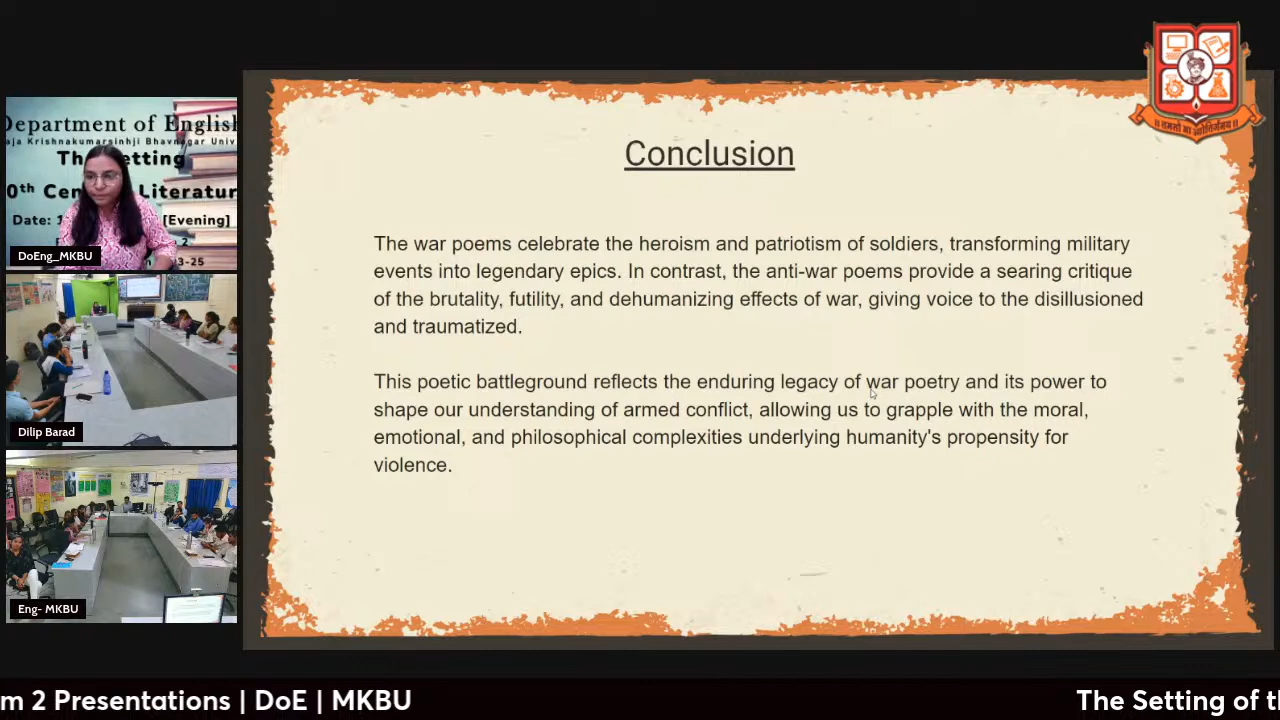 Department of English
Th Setting
Date: [Evening]
2
3-25
DoEng_MKBU
Dilip Barad
Eng- MKBU
Conclusion
The war poems celebrate the heroism and patriotism of soldiers, transforming military
events into legendary epics. In contrast, the anti-war poems provide a searing critique
of the brutality, futility, and dehumanizing effects of war, giving voice to the disillusioned
and traumatized.
This poetic battleground reflects the enduring legacy of war poetry and its power to
shape our understanding of armed conflict, allowing us to grapple with the moral,
emotional, and philosophical complexities underlying humanity's propensity for
violence.
m 2 Presentations | DoE | MKBU
The Setting of th